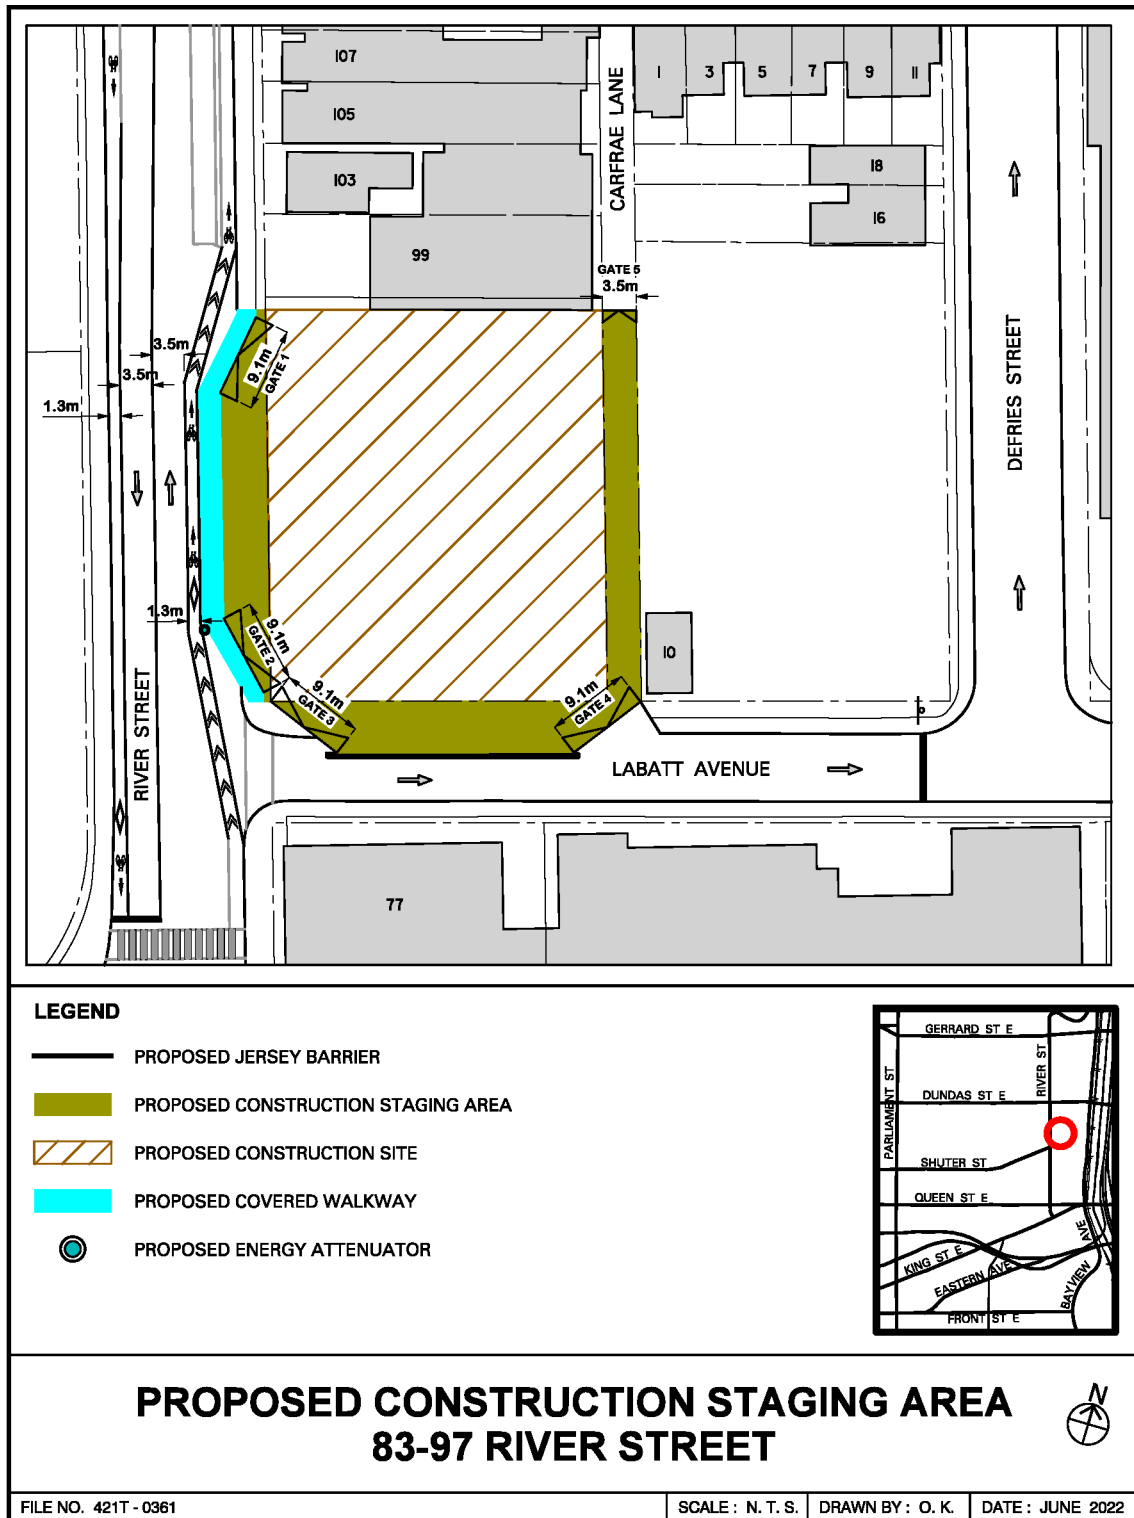 107
105
103
99
CARFRAE LANE
1
3
5
7
9
11
18
16
GATE 5
3.5m
3.5m
3.5m
1.3m
9.1m
GATE 1
DEFRIES STREET
1.3m
9.1m
GATE 2
9.1m
GATE 3
9.1m
GATE 4
10
RIVER STREET
LABATT AVENUE
77
LEGEND
PROPOSED JERSEY BARRIER
PROPOSED CONSTRUCTION STAGING AREA
PROPOSED CONSTRUCTION SITE
PROPOSED COVERED WALKWAY
PROPOSED ENERGY ATTENUATOR
GERRARD ST E
RIVER ST
PARLIAMENT ST
DUNDAS ST E
SHUTER ST
QUEEN ST E
KING ST E
EASTERN AVE
BAYVIEW AVE
FRONT ST E
PROPOSED CONSTRUCTION STAGING AREA
83-97 RIVER STREET
N
FILE NO. 421T - 0361
SCALE : N. T. S.
DRAWN BY : O. K.
DATE : JUNE 2022